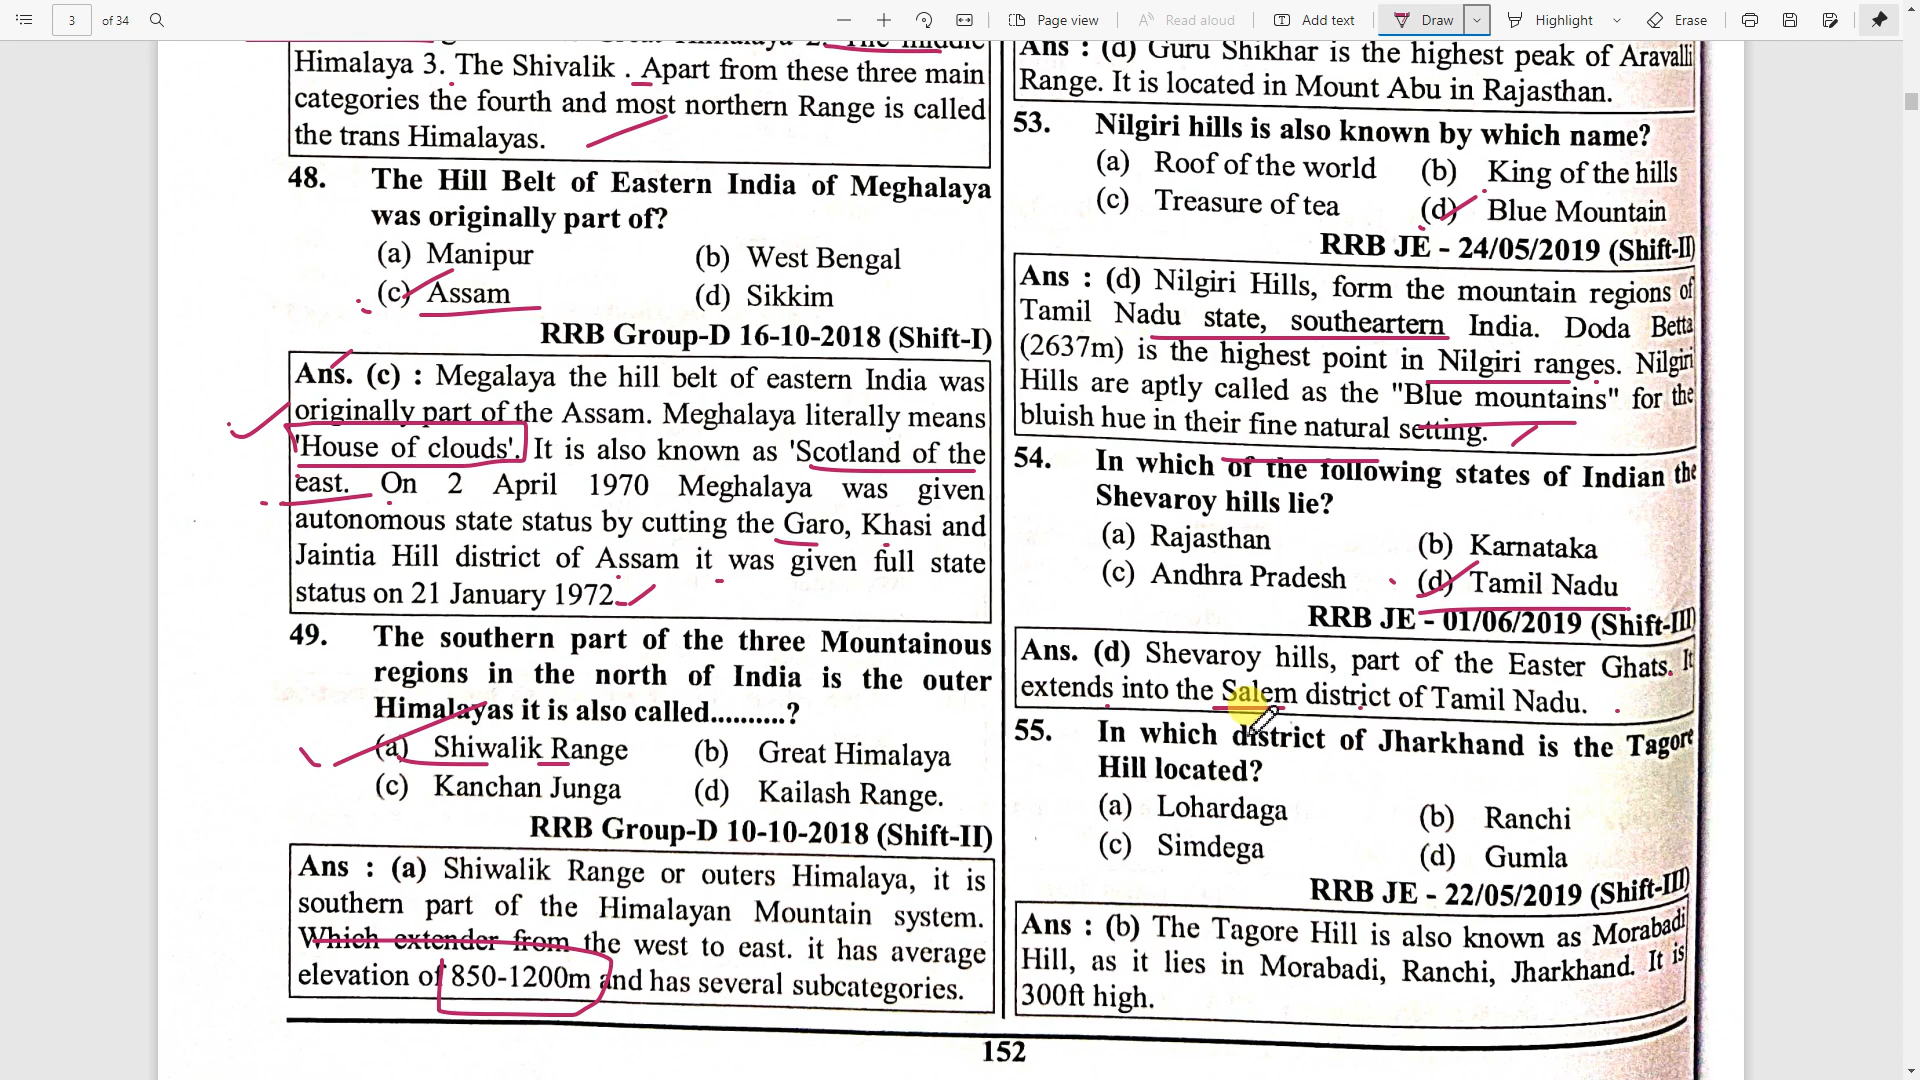 3 of 34
Page view
Read aloud
Add text
Draw
Highlight
Erase
Himalaya 3. The Shivalik . Apart from these three main
categories the fourth and most northern Range is called
the trans Himalayas.
48. The Hill Belt of Eastern India of Meghalaya
was originally part of?
(a) Manipur (b) West Bengal
(c) Assam (d) Sikkim
RRB Group-D 16-10-2018 (Shift-I)
Ans. (c) : Megalaya the hill belt of eastern India was
originally part of the Assam. Meghalaya literally means
'House of clouds'. It is also known as 'Scotland of the
east. On 2 April 1970 Meghalaya was given
autonomous state status by cutting the Garo, Khasi and
Jaintia Hill district of Assam it was given full state
status on 21 January 1972.
49. The southern part of the three Mountainous
regions in the north of India is the outer
Himalayas it is also called..........?
(a) Shiwalik Range (b) Great Himalaya
(c) Kanchan Junga (d) Kailash Range.
RRB Group-D 10-10-2018 (Shift-II)
Ans : (a) Shiwalik Range or outers Himalaya, it is
southern part of the Himalayan Mountain system.
Which extender from the west to east. it has average
elevation of 850-1200m and has several subcategories.
Ans : (d) Guru Shikhar is the highest peak of Aravalli
Range. It is located in Mount Abu in Rajasthan.
53. Nilgiri hills is also known by which name?
(a) Roof of the world (b) King of the hills
(c) Treasure of tea (d) Blue Mountain
RRB JE - 24/05/2019 (Shift-II)
Ans : (d) Nilgiri Hills, form the mountain regions of
Tamil Nadu state, southeartern India. Doda Betta
(2637m) is the highest point in Nilgiri ranges. Nilgiri
Hills are aptly called as the "Blue mountains" for the
bluish hue in their fine natural setting.
54. In which of the following states of Indian the
Shevaroy hills lie?
(a) Rajasthan (b) Karnataka
(c) Andhra Pradesh (d) Tamil Nadu
RRB JE - 01/06/2019 (Shift-III)
Ans. (d) Shevaroy hills, part of the Easter Ghats. It
extends into the Salem district of Tamil Nadu.
55. In which district of Jharkhand is the Tagore
Hill located?
(a) Lohardaga (b) Ranchi
(c) Simdega (d) Gumla
RRB JE - 22/05/2019 (Shift-III)
Ans : (b) The Tagore Hill is also known as Morabadi
Hill, as it lies in Morabadi, Ranchi, Jharkhand. It is
300ft high.
152